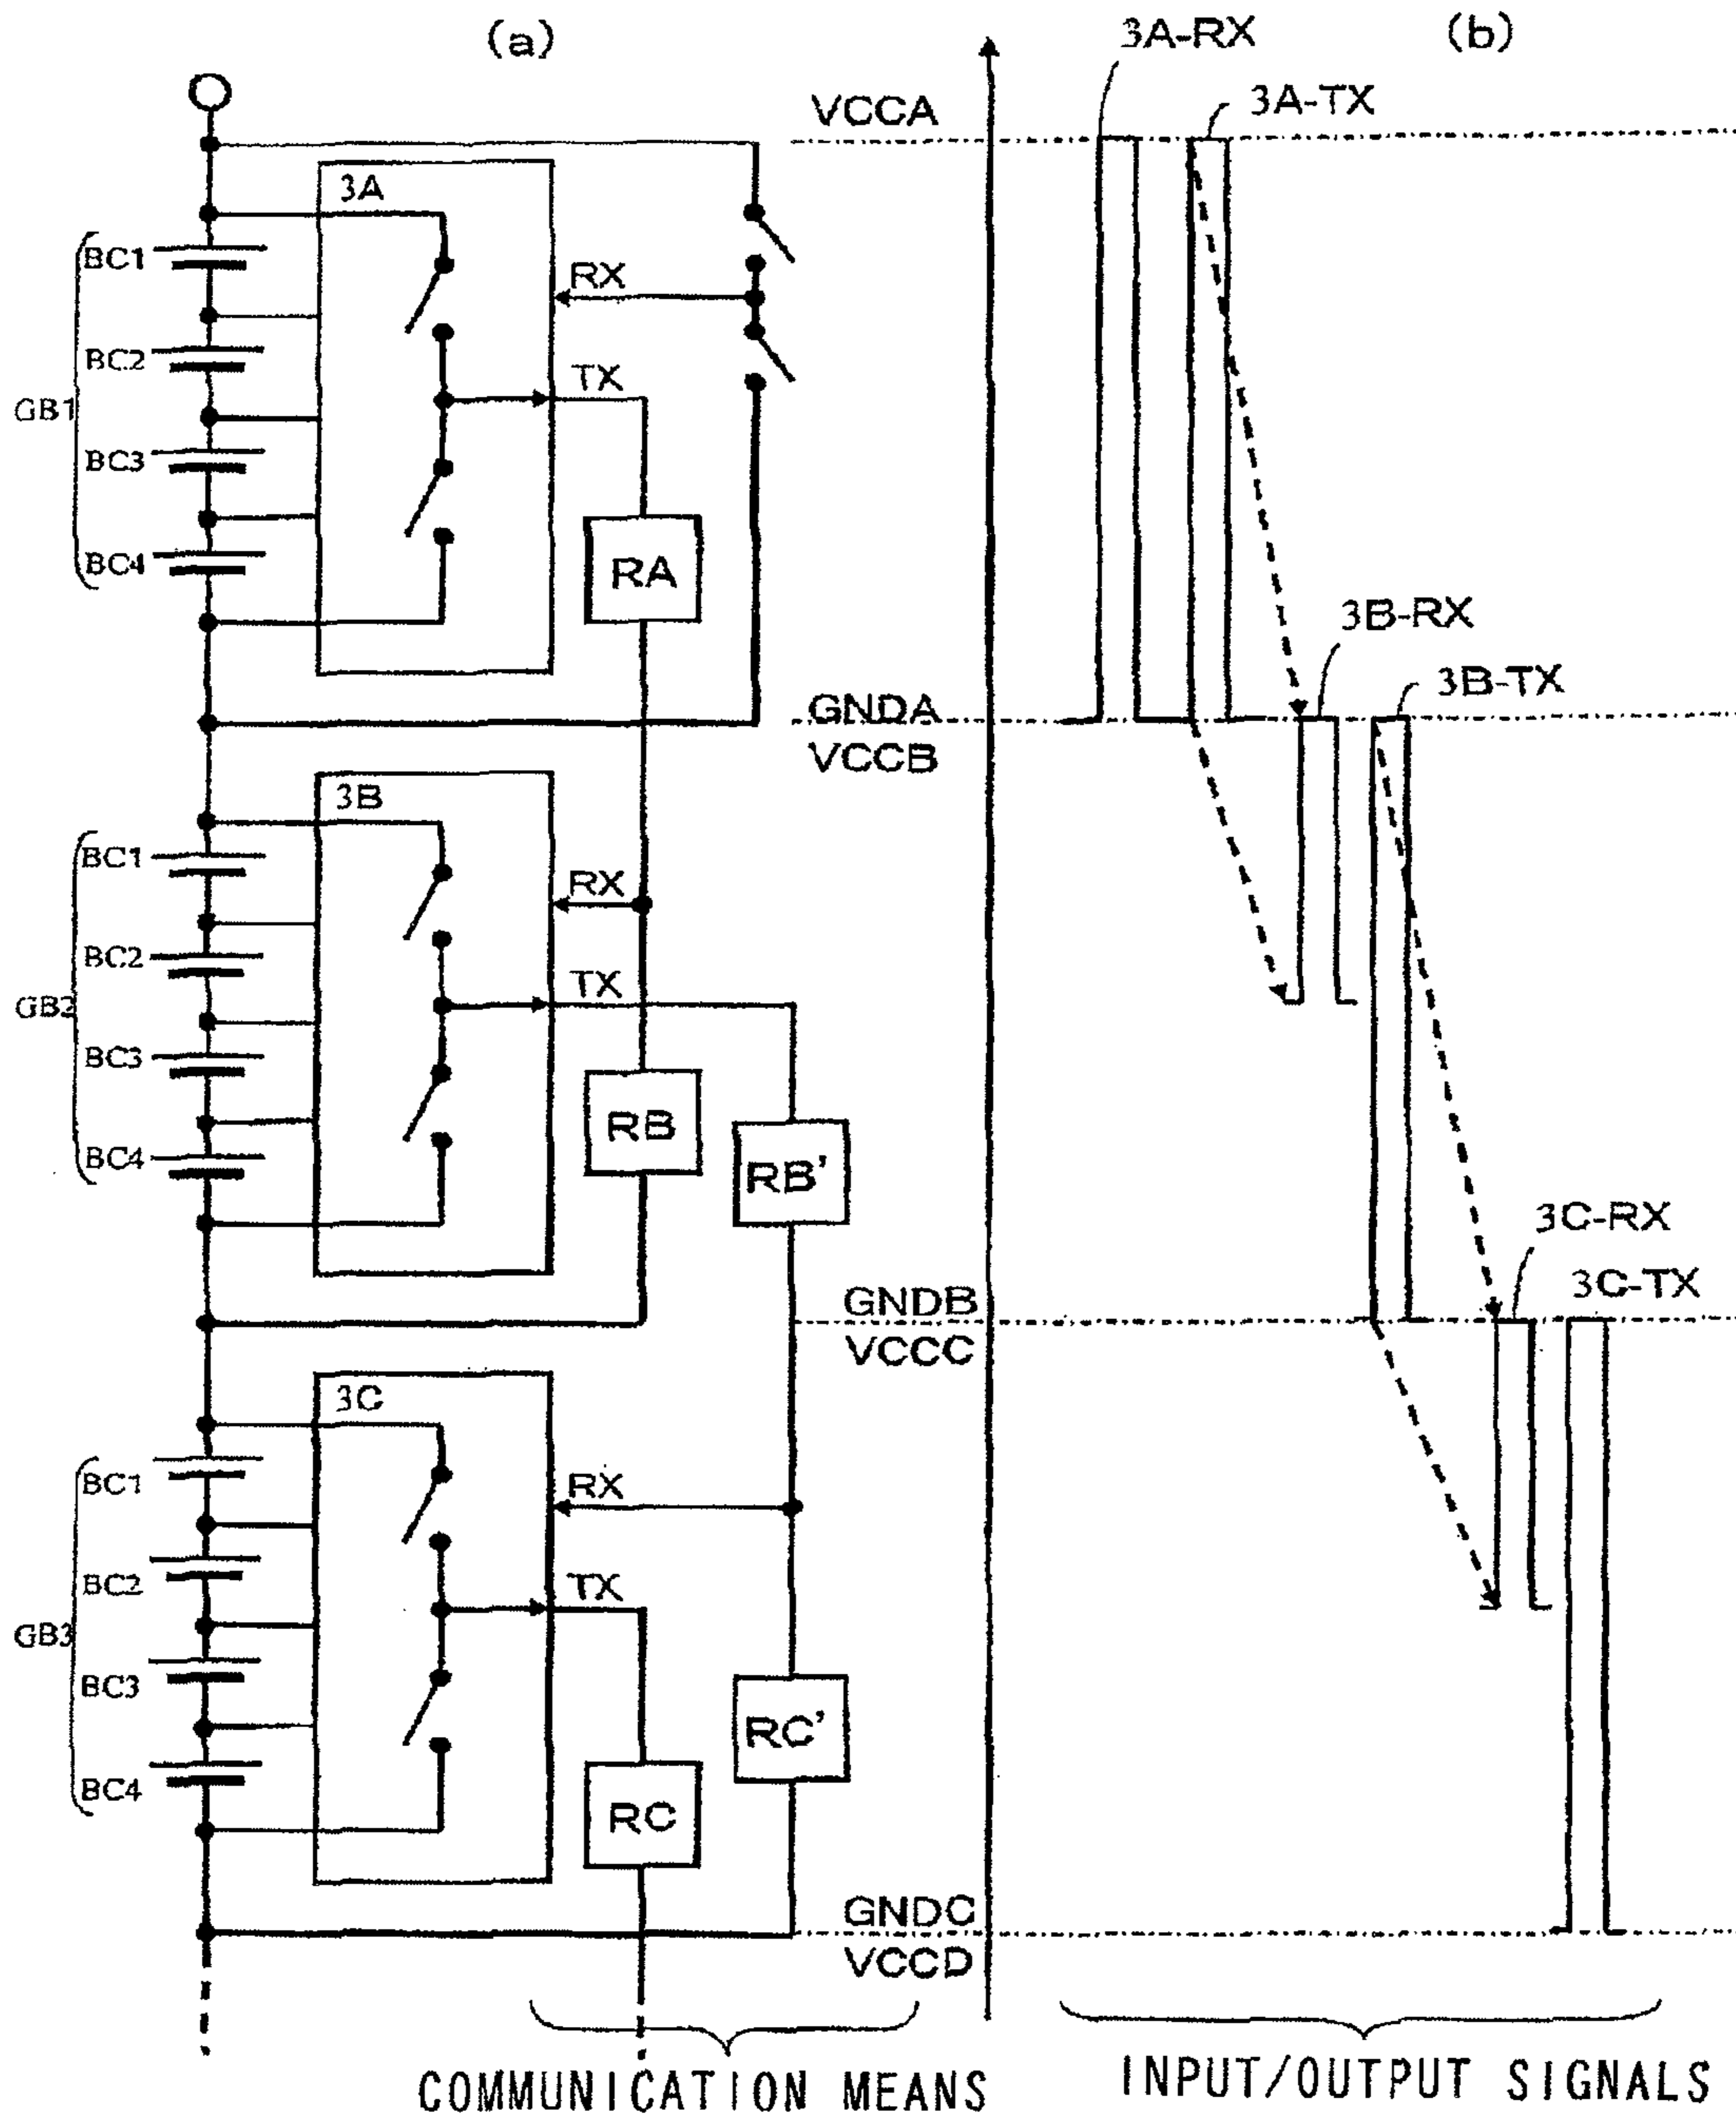 (a)
(b)
3A-RX
3A-TX
VCCA
3A
GB1
BC1
BC2
BC3
BC4
RX
TX
RA
3B-RX
3B-TX
GNDA
VCCB
3B
GB2
BC1
BC2
BC3
BC4
RX
TX
RB
RB'
3C-RX
3C-TX
GNDB
VCCC
3C
GB3
BC1
BC2
BC3
BC4
RX
TX
RC
RC'
GNDC
VCCD
COMMUNICATION MEANS
INPUT/OUTPUT SIGNALS